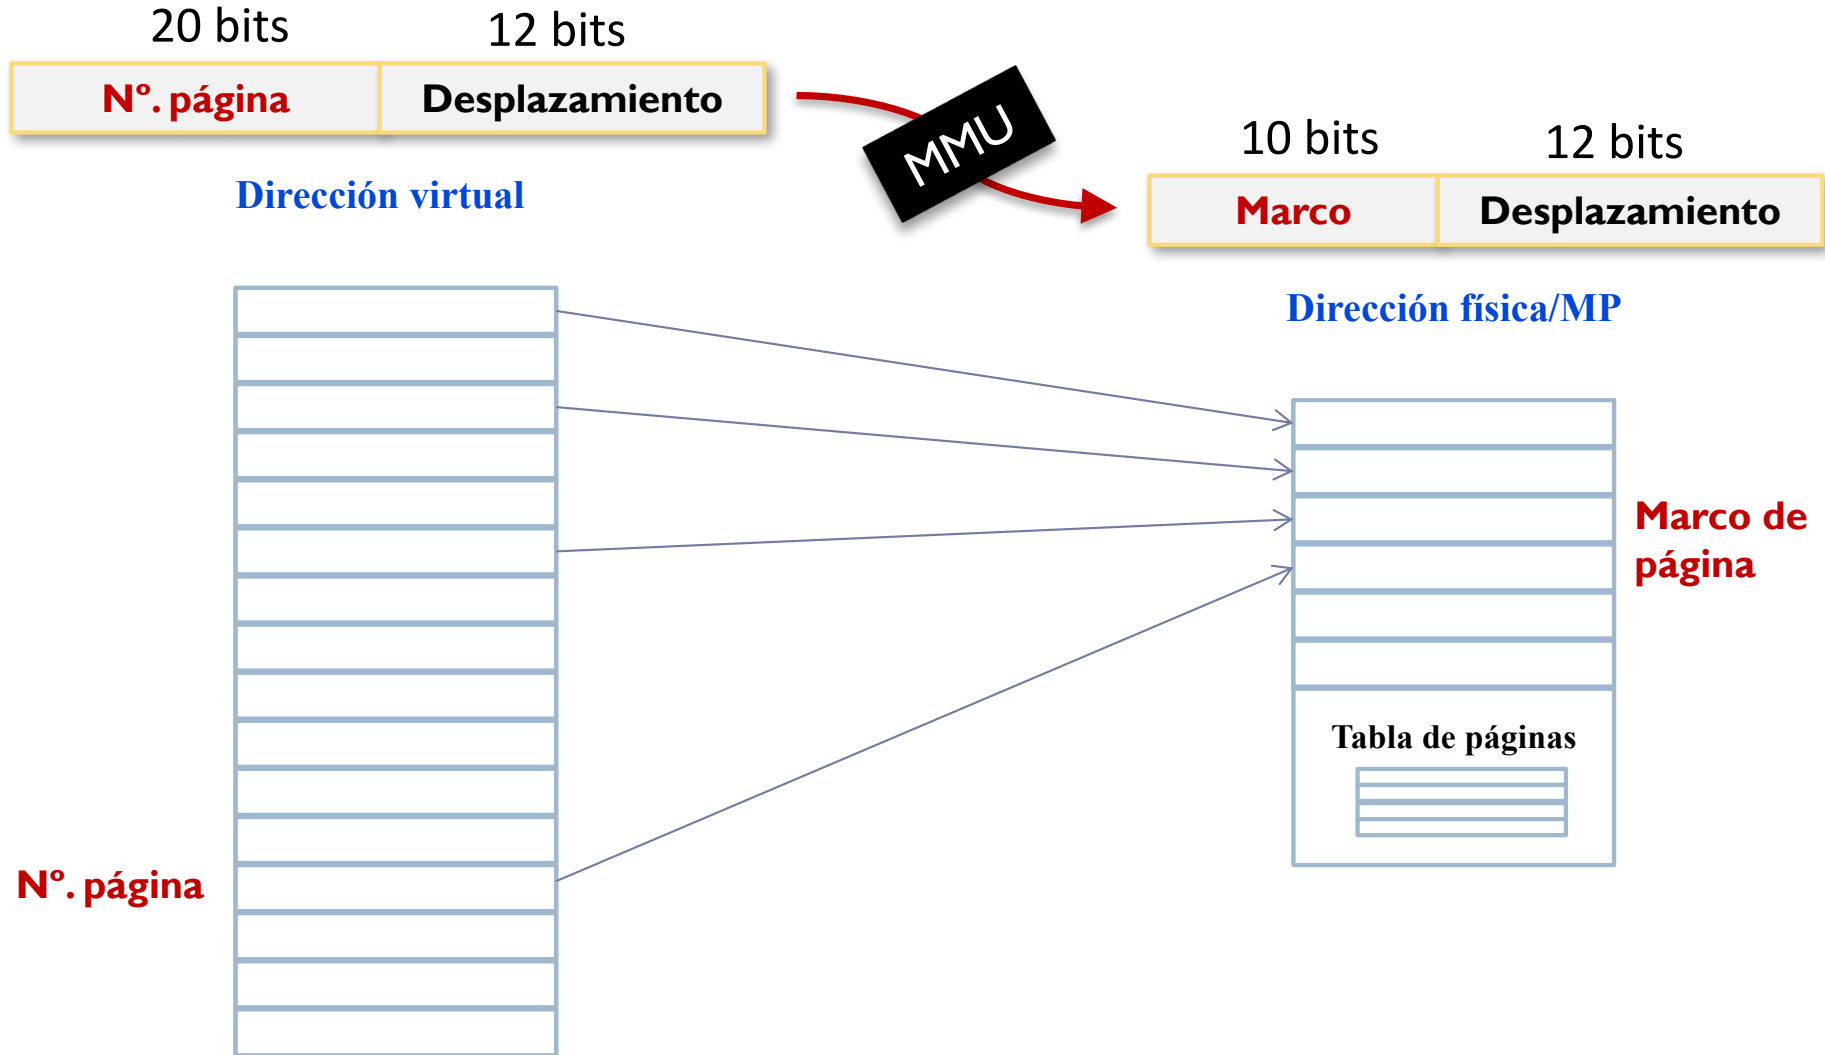 20 bits
12 bits
Nº. página
Desplazamiento
MMU
Dirección virtual
10 bits
12 bits
Marco
Desplazamiento
Dirección física/MP
Marco de
página
Tabla de páginas
Nº. página